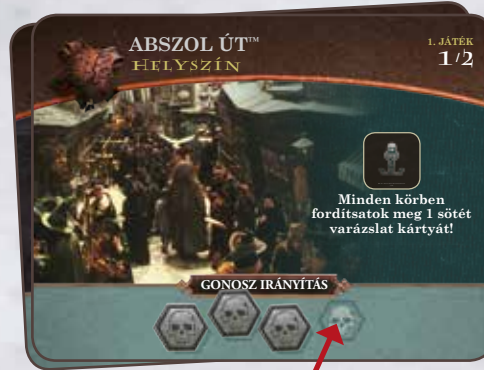 ABSZOL ÚT™
HELYSZÍN
1. JÁTÉK
1/2
Minden körben
fordítsatok meg 1 sötét
varázslat kártyát!
GONOSZ IRÁNYÍTÁS